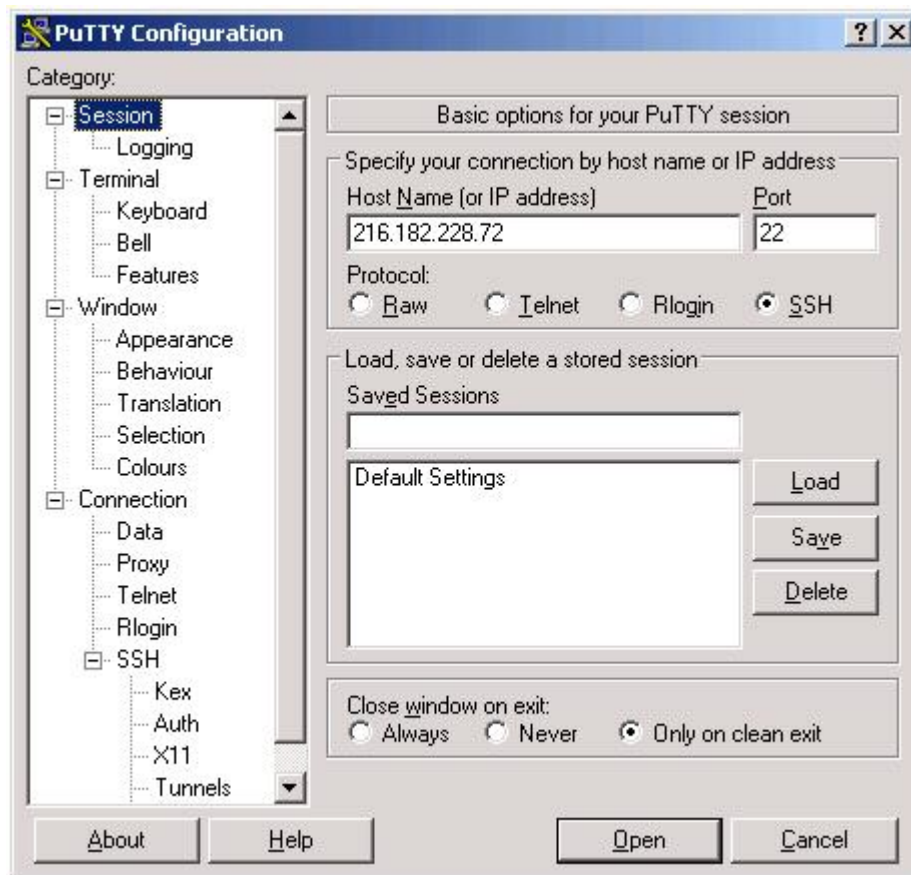 PuTTY Configuration
Category:
Session
Logging
Terminal
Keyboard
Bell
Features
Window
Appearance
Behaviour
Translation
Selection
Colours
Connection
Data
Proxy
Telnet
Rlogin
SSH
Kex
Auth
X11
Tunnels
Basic options for your PuTTY session
Specify your connection by host name or IP address
Host Name (or IP address) Port
216.182.228.72 22
Protocol:
Raw Telnet Rlogin SSH
Load, save or delete a stored session
Saved Sessions
Default Settings
Load
Save
Delete
Close window on exit:
Always Never Only on clean exit
About Help Open Cancel